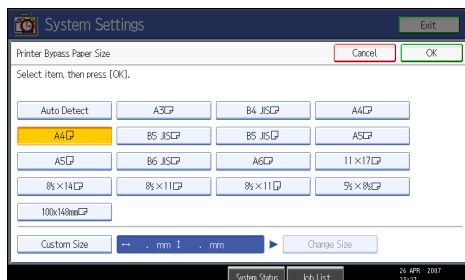 System Settings
Exit
Printer Bypass Paper Size
Cancel
OK
Select item, then press [OK].
Auto Detect
A3
B4 JIS
A4
A4
B5 JIS
B5 JIS
A5
A5
B6 JIS
A6
11×17
8½×14
8½×11
8½×11
5½×8½
100x148mm
Custom Size
↔ . mm ↕ . mm
Change Size
System Status
Job List
26 APR 2007
23:27